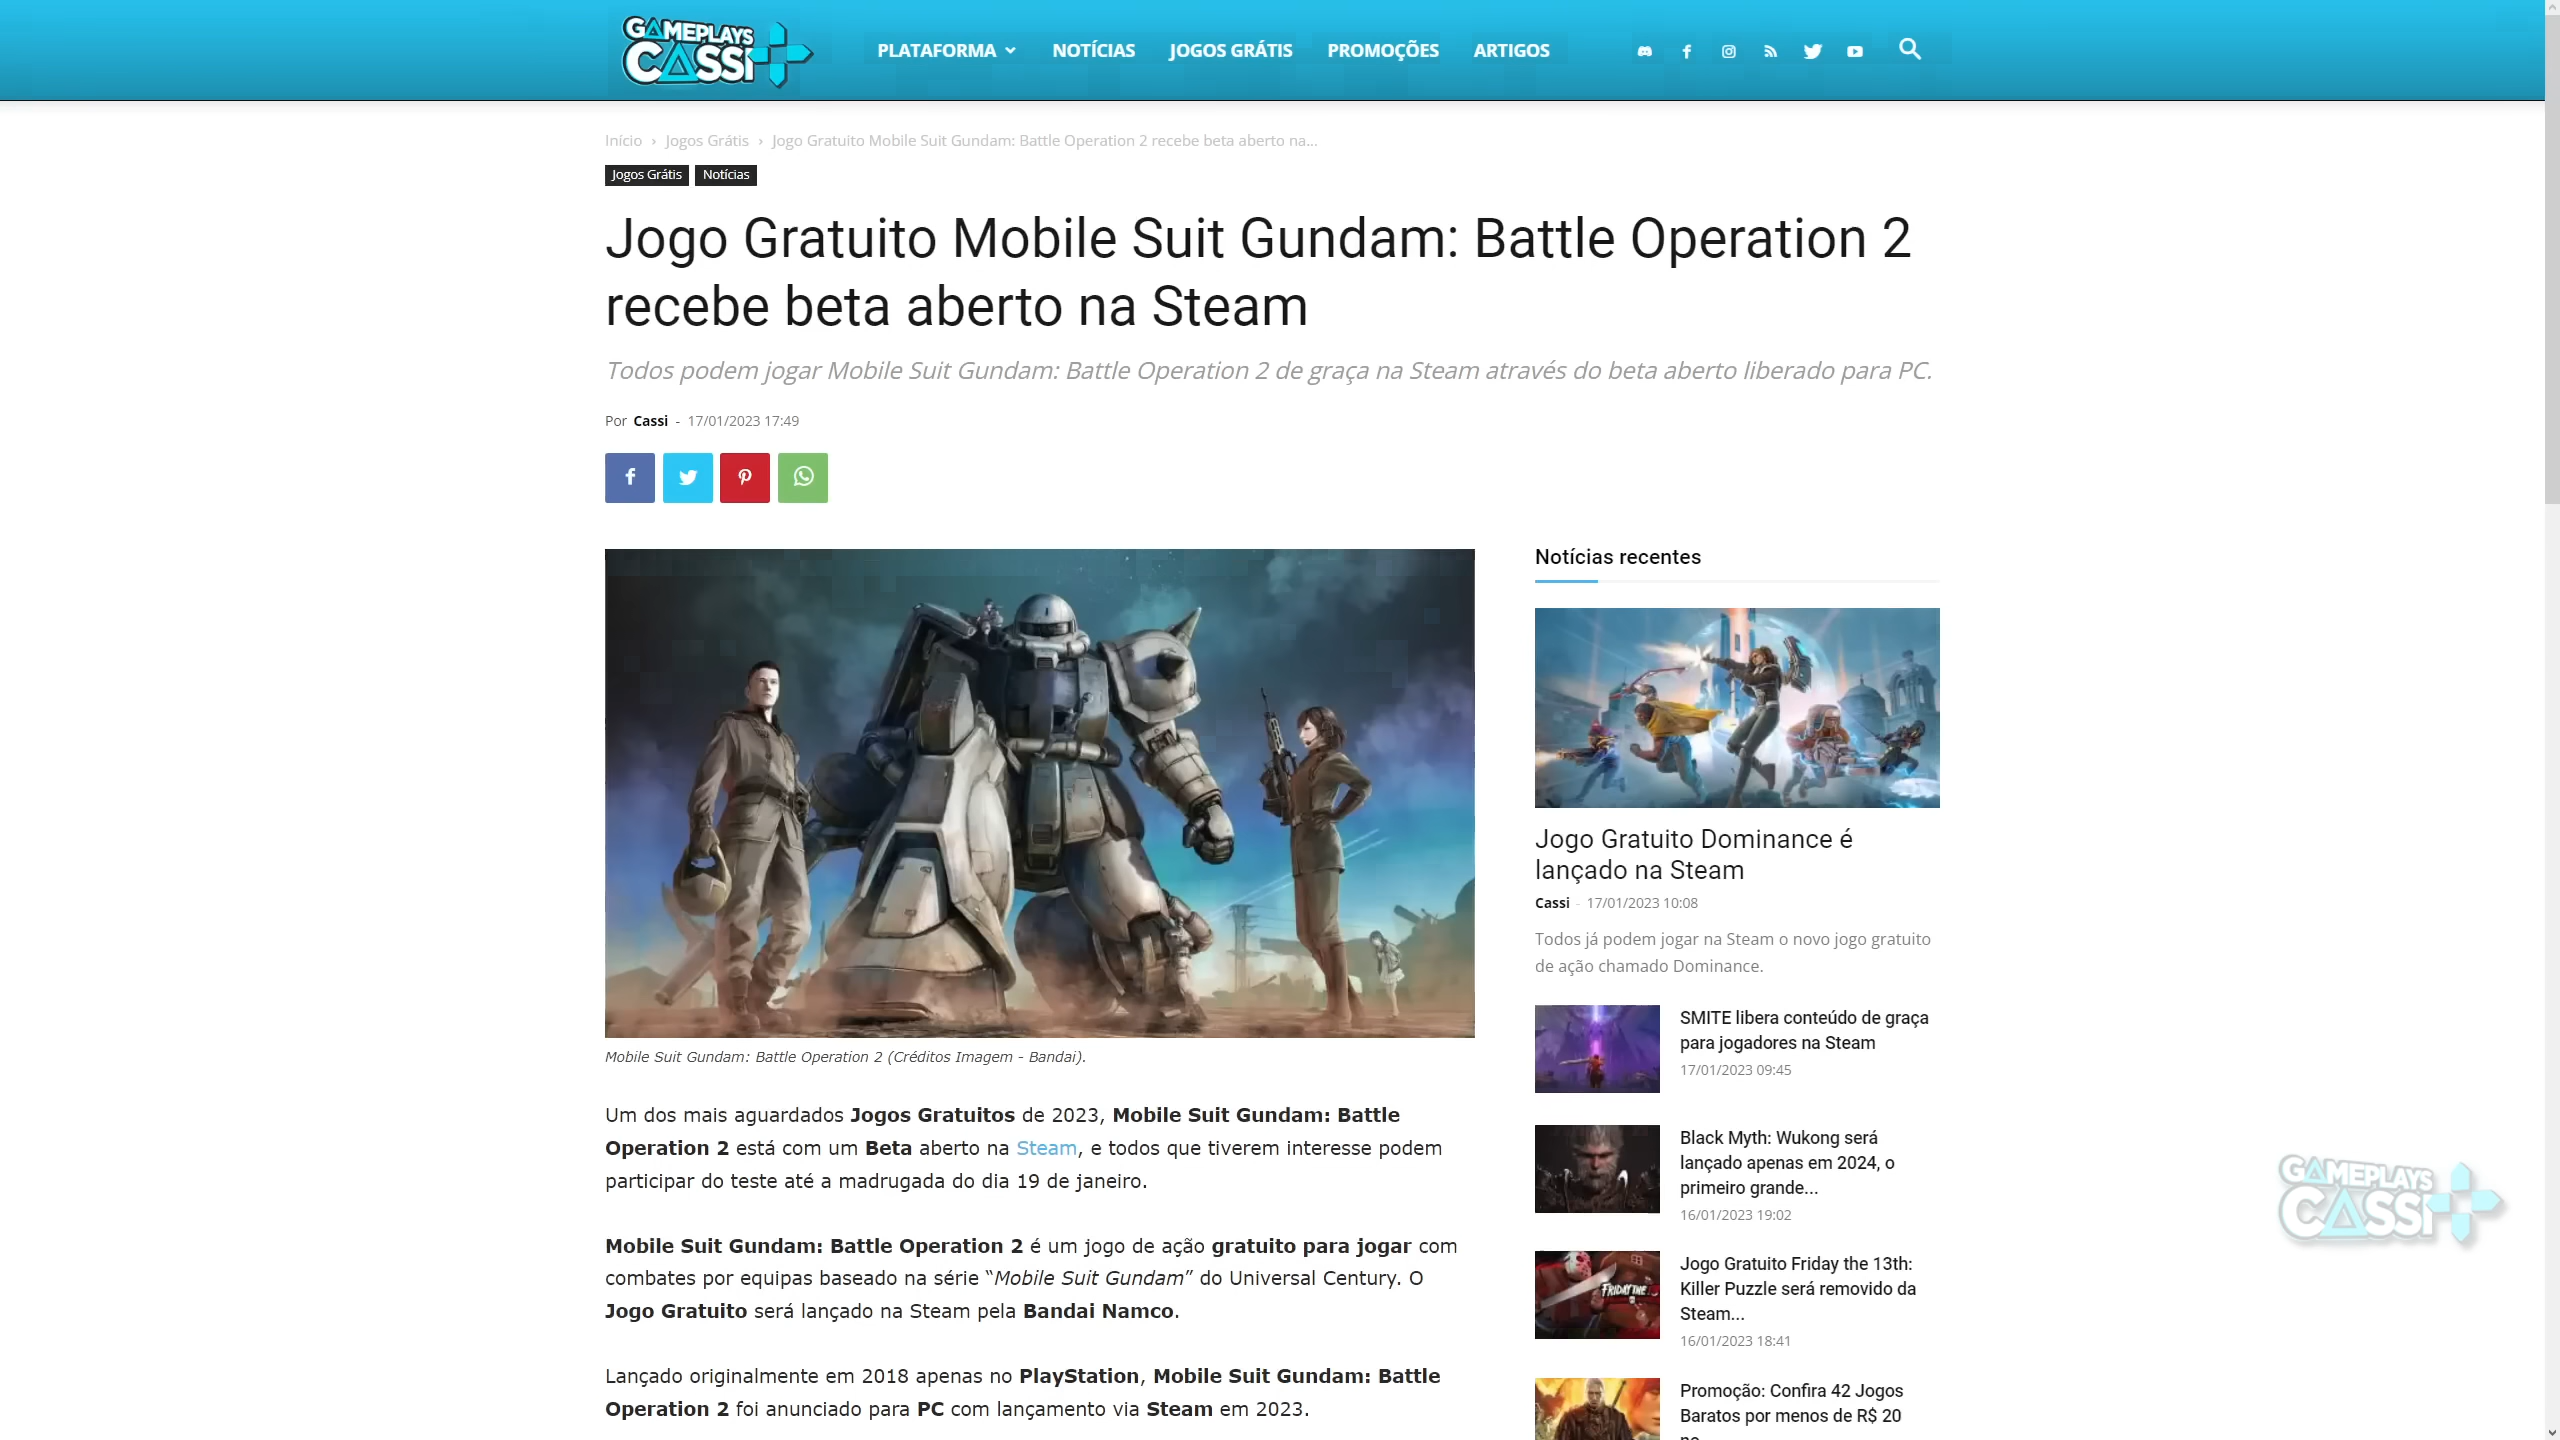 GAMEPLAYS
CASSI
PLATAFORMA
NOTÍCIAS
JOGOS GRÁTIS
PROMOÇÕES
ARTIGOS
Início › Jogos Grátis › Jogo Gratuito Mobile Suit Gundam: Battle Operation 2 recebe beta aberto na...
Jogos Grátis
Notícias
Jogo Gratuito Mobile Suit Gundam: Battle Operation 2
recebe beta aberto na Steam
Todos podem jogar Mobile Suit Gundam: Battle Operation 2 de graça na Steam através do beta aberto liberado para PC.
Por Cassi - 17/01/2023 17:49
Mobile Suit Gundam: Battle Operation 2 (Créditos Imagem - Bandai).
Um dos mais aguardados Jogos Gratuitos de 2023, Mobile Suit Gundam: Battle
Operation 2 está com um Beta aberto na Steam, e todos que tiverem interesse podem
participar do teste até a madrugada do dia 19 de janeiro.
Mobile Suit Gundam: Battle Operation 2 é um jogo de ação gratuito para jogar com
combates por equipas baseado na série “Mobile Suit Gundam” do Universal Century. O
Jogo Gratuito será lançado na Steam pela Bandai Namco.
Lançado originalmente em 2018 apenas no PlayStation, Mobile Suit Gundam: Battle
Operation 2 foi anunciado para PC com lançamento via Steam em 2023.
Notícias recentes
Jogo Gratuito Dominance é
lançado na Steam
Cassi - 17/01/2023 10:08
Todos já podem jogar na Steam o novo jogo gratuito
de ação chamado Dominance.
SMITE libera conteúdo de graça
para jogadores na Steam
17/01/2023 09:45
Black Myth: Wukong será
lançado apenas em 2024, o
primeiro grande...
16/01/2023 19:02
FRIDAY THE
Jogo Gratuito Friday the 13th:
Killer Puzzle será removido da
Steam...
16/01/2023 18:41
Promoção: Confira 42 Jogos
Baratos por menos de R$ 20
GAMEPLAYS
CASSI